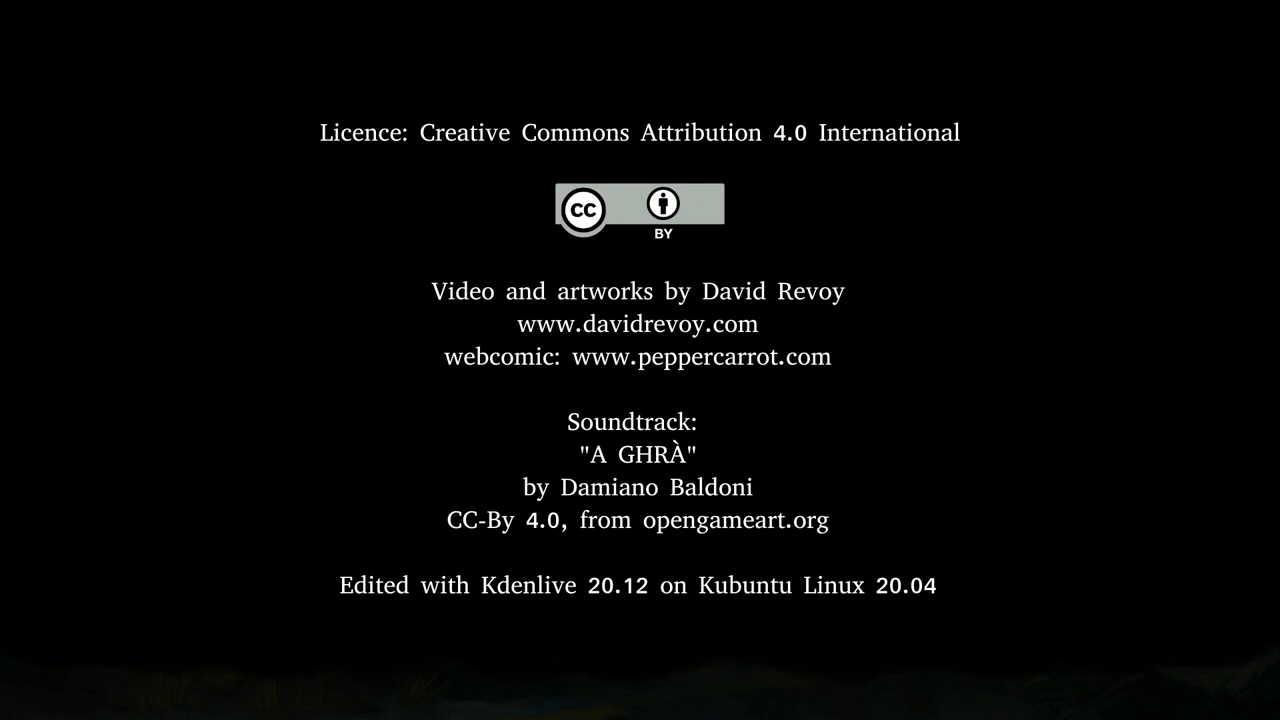 Licence: Creative Commons Attribution 4.0 International
CC
BY
Video and artworks by David Revoy
www.davidrevoy.com
webcomic: www.peppercarrot.com
Soundtrack:
"A GHRÀ"
by Damiano Baldoni
CC-By 4.0, from opengameart.org
Edited with Kdenlive 20.12 on Kubuntu Linux 20.04